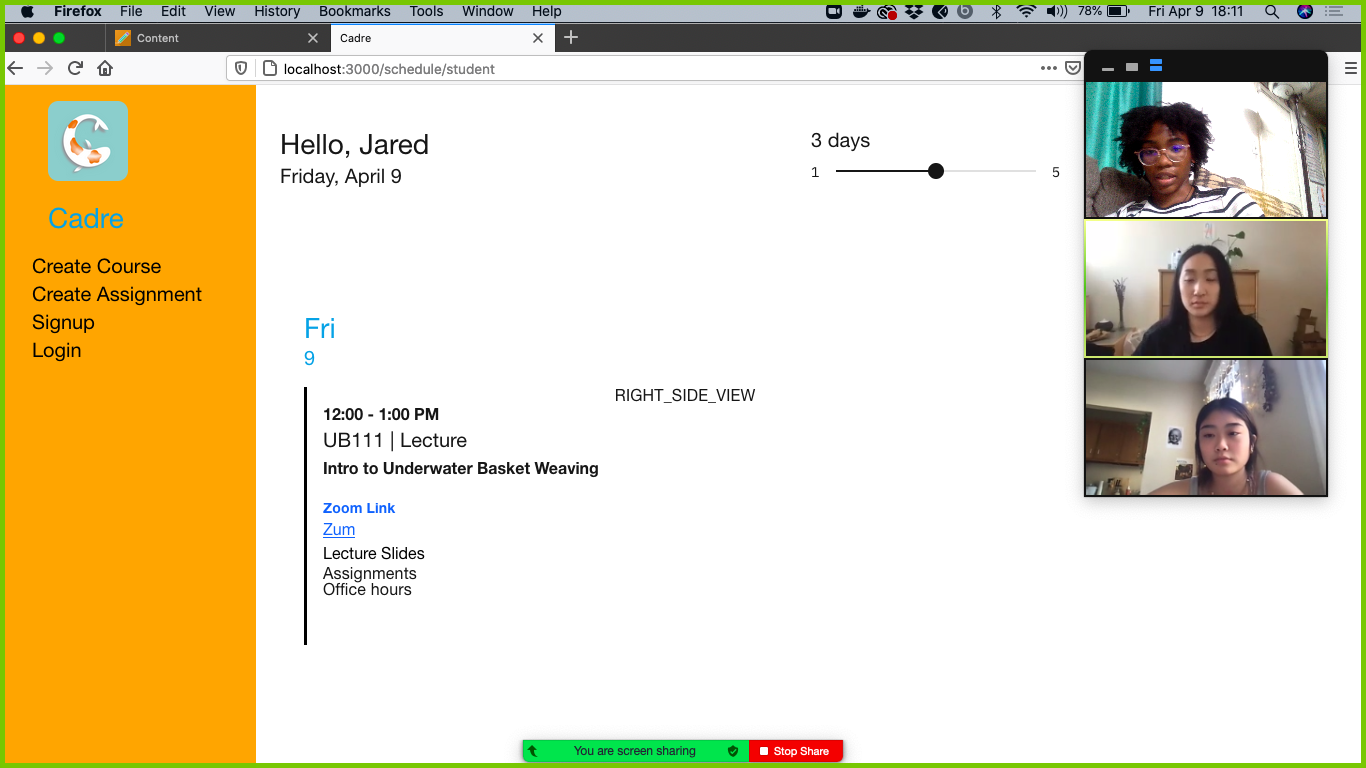 Firefox File Edit View History Bookmarks Tools Window Help 78% Fri Apr 9 18:11
Content Cadre
localhost:3000/schedule/student
Cadre
Create Course
Create Assignment
Signup
Login
Hello, Jared
Friday, April 9
3 days
1 5
Fri
9
RIGHT_SIDE_VIEW
12:00 - 1:00 PM
UB111 | Lecture
Intro to Underwater Basket Weaving
Zoom Link
Zum
Lecture Slides
Assignments
Office hours
You are screen sharing Stop Share